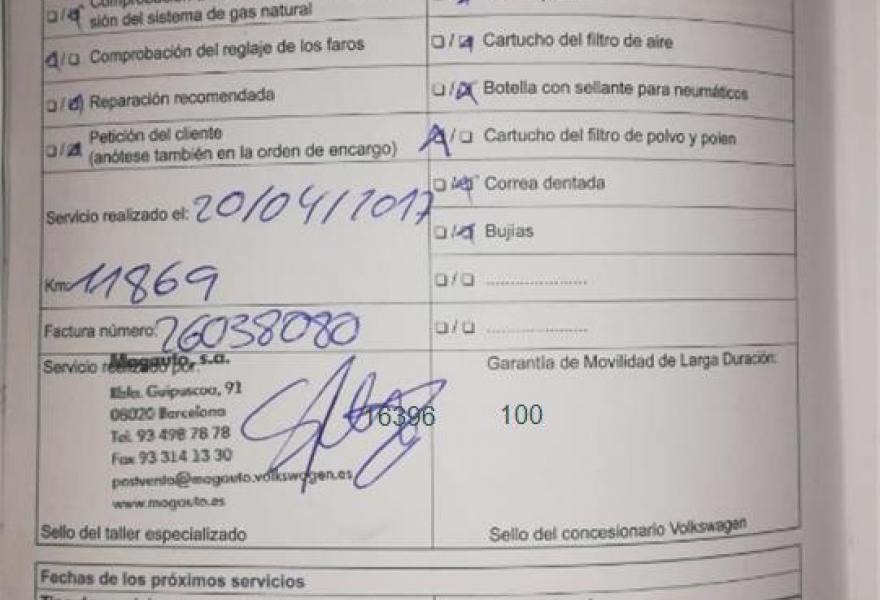 sión del sistema de gas natural
Comprobación del reglaje de los faros
Reparación recomendada
Petición del cliente
(anótese también en la orden de encargo)
Servicio realizado el: 20/04/2017
Km: 11869
Factura número: 26038080
Servicio realizado por:
Mogauto, s.a.
Rbla. Guipuscoa, 91
08020 Barcelona
Tel. 93 498 78 78
Fax 93 314 13 30
postventa@mogauto.volkswagen.es
www.mogauto.es
Sello del taller especializado
Cartucho del filtro de aire
Botella con sellante para neumáticos
Cartucho del filtro de polvo y polen
Correa dentada
Bujías
Garantía de Movilidad de Larga Duración:
16396 100
Sello del concesionario Volkswagen
Fechas de los próximos servicios